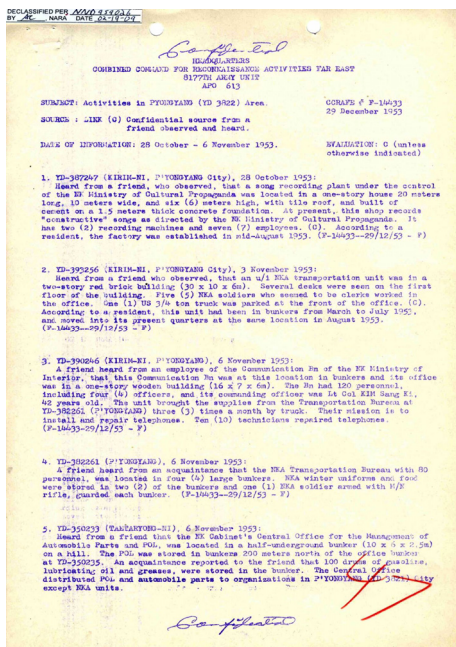 DECLASSIFIED PER NND 959026
BY AC NARA DATE 02-19-09
Confidential
HEADQUARTERS
COMBINED COMMAND FOR RECONNAISSANCE ACTIVITIES FAR EAST
8177TH ARMY UNIT
APO 613
SUBJECT: Activities in PYONGYANG (YD 3822) Area.
CCRAFE # F-14433
29 December 1953
SOURCE : LINK (C) Confidential source from a
friend observed and heard.
DATE OF INFORMATION: 28 October - 6 November 1953.
EVALUATION: C (unless
otherwise indicated)
1. YD-387247 (KIRIM-NI, P'YONGYANG City), 28 October 1953:
Heard from a friend, who observed, that a song recording plant under the control
of the NK Ministry of Cultural Propaganda was located in a one-story house 20 meters
long, 10 meters wide, and six (6) meters high, with tile roof, and built of
cement on a 1.5 meters thick concrete foundation. At present, this shop records
"constructive" songs as directed by the NK Ministry of Cultural Propaganda. It
has two (2) recording machines and seven (7) employees. (C). According to a
resident, the factory was established in mid-August 1953. (F-14433--29/12/53 - F)
2. YD-393256 (KIRIM-NI, P'YONGYANG City), 3 November 1953:
Heard from a friend who observed, that an u/i NKA transportation unit was in a
two-story red brick building (30 x 10 x 6m). Several desks were seen on the first
floor of the building. Five (5) NKA soldiers who seemed to be clerks worked in
the office. One (1) US 3/4 ton truck was parked at the front of the office. (C).
According to a resident, this unit had been in bunkers from March to July 1953,
and moved into its present quarters at the same location in August 1953.
(F-14433--29/12/53 - F)
3. YD-390246 (KIRIM-NI, P'YONGYANG), 6 November 1953:
A friend heard from an employee of the Communication Bn of the NK Ministry of
Interior, that this Communication Bn was at this location in bunkers and its office
was in a one-story wooden building (16 x 7 x 6m). The Bn had 120 personnel,
including four (4) officers, and its commanding officer was Lt Col KIM Sang Ki,
42 years old. The unit brought the supplies from the Transportation Bureau at
YD-382261 (P'YONGYANG) three (3) times a month by truck. Their mission is to
install and repair telephones. Ten (10) technicians repaired telephones.
(F-14433-29/12/53 - F)
4. YD-382261 (P'YONGYANG), 6 November 1953:
A friend heard from an acquaintance that the NKA Transportation Bureau with 80
personnel, was located in four (4) large bunkers. NKA winter uniforms and food
were stored in two (2) of the bunkers and one (1) NKA soldier armed with M/N
rifle, guarded each bunker. (F-14433--29/12/53 - F)
5. YD-350233 (TANTARYONG-NI), 6 November 1953:
Heard from a friend that the NK Cabinet's Central Office for the Management of
Automobile Parts and POL, was located in a half-underground bunker (10 x 6 x 2.5m)
on a hill. The POL was stored in bunkers 200 meters north of the office bunker
at YD-350235. An acquaintance reported to the friend that 100 drums of gasoline,
lubricating oil and greases, were stored in the bunker. The Central Office
distributed POL and automobile parts to organizations in P'YONGYANG (YD 3821) City
except NKA units.
Confidential